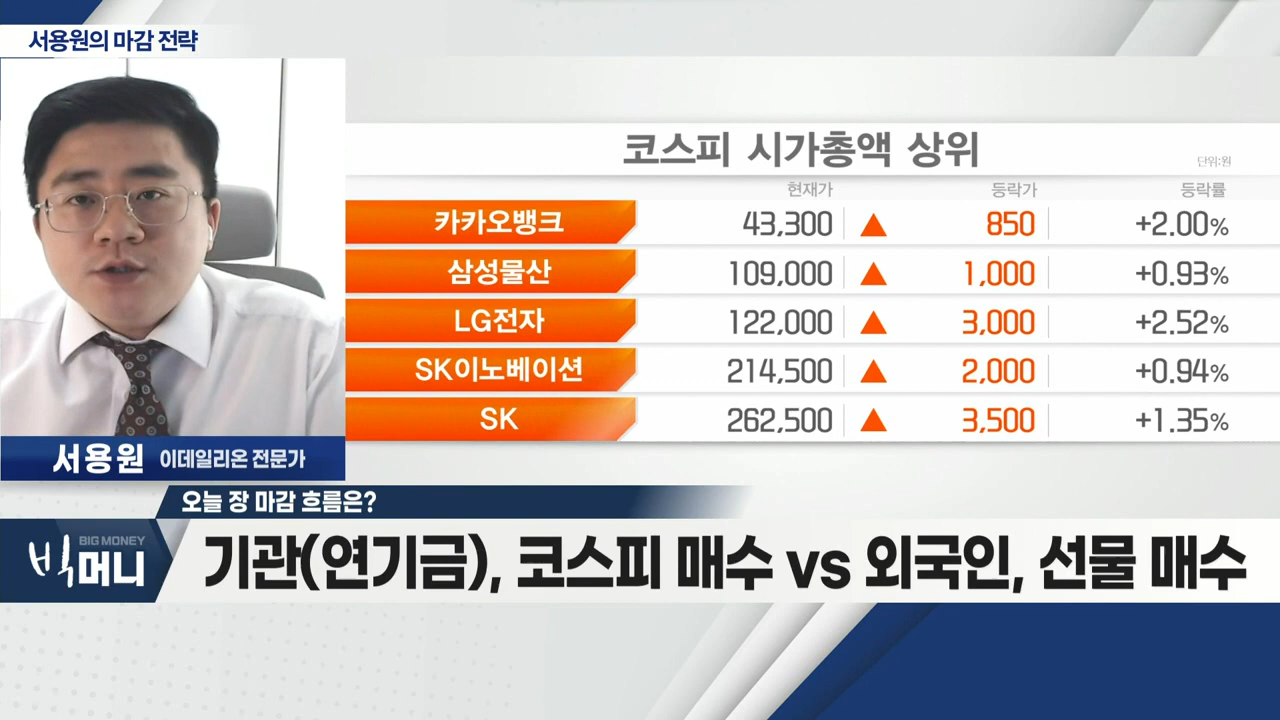 서용원의 마감 전략
코스피 시가총액 상위
단위:원
현재가 등락가 등락률
카카오뱅크 43,300 ▲ 850 +2.00%
삼성물산 109,000 ▲ 1,000 +0.93%
LG전자 122,000 ▲ 3,000 +2.52%
SK이노베이션 214,500 ▲ 2,000 +0.94%
SK 262,500 ▲ 3,500 +1.35%
서용원 이데일리온 전문가
오늘 장 마감 흐름은?
BIG MONEY
빅머니
기관(연기금), 코스피 매수 vs 외국인, 선물 매수